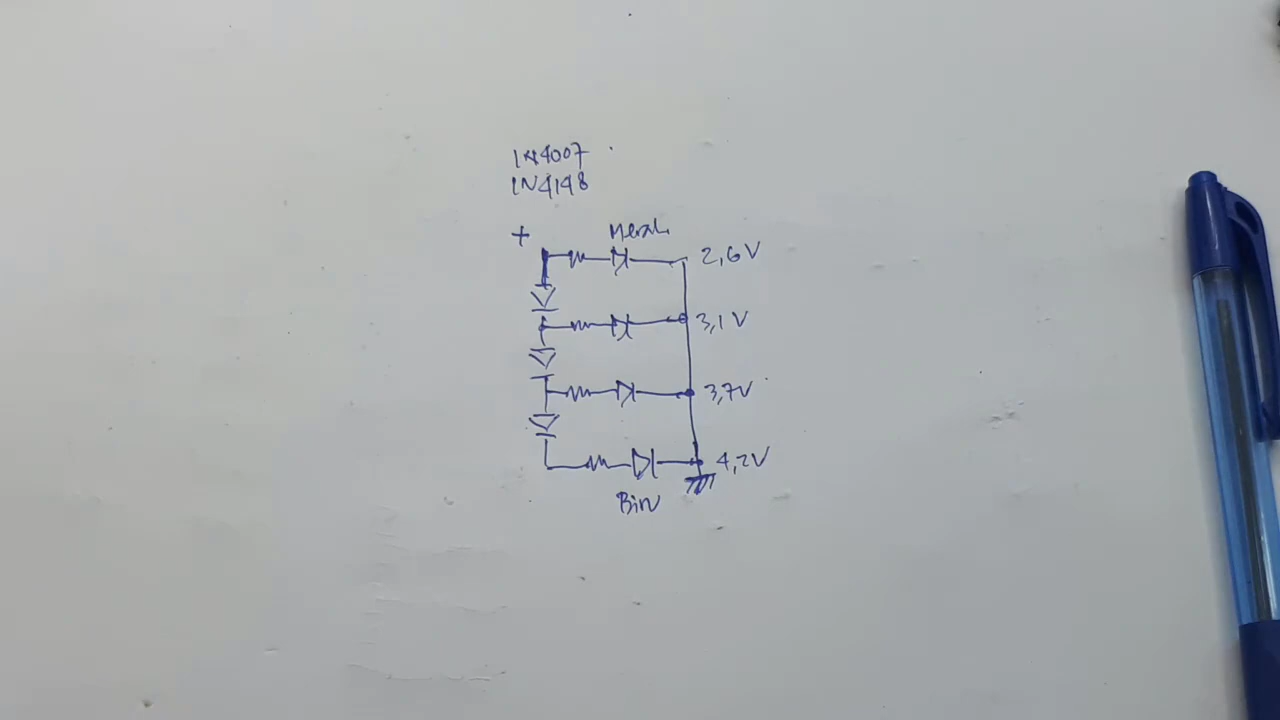 1N4007
1N4148
+
Merah
2,6V
3,1V
3,7V
4,2V
Biru